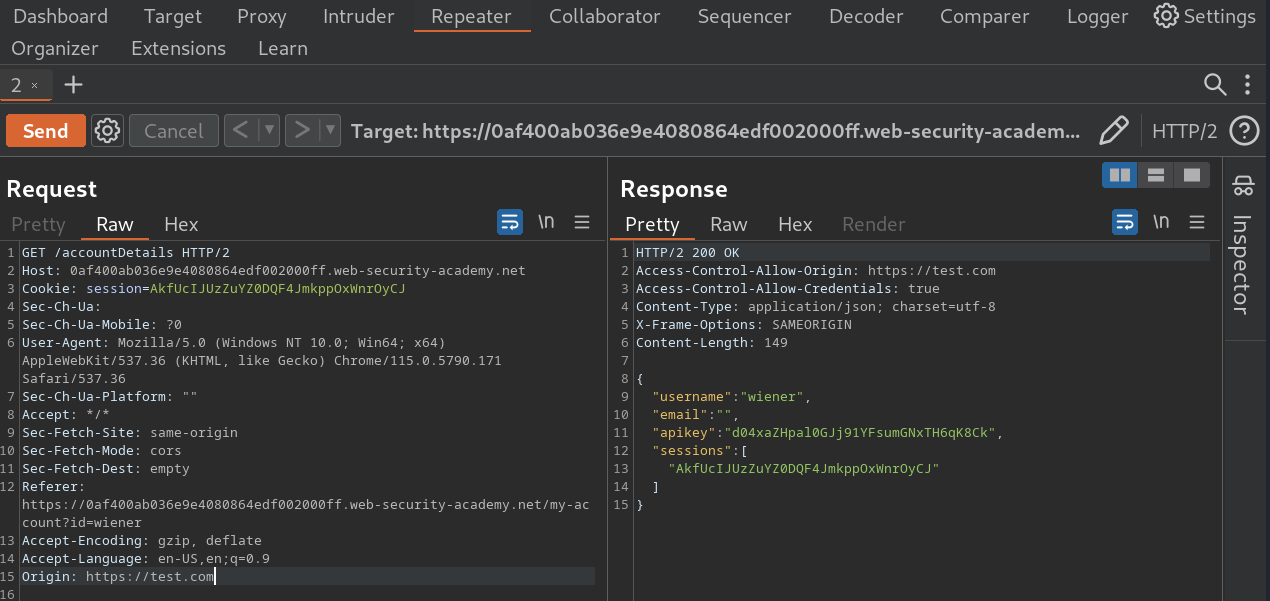 Dashboard Target Proxy Intruder Repeater Collaborator Sequencer Decoder Comparer Logger Settings
Organizer Extensions Learn
2 × +
Send Cancel < ▼ > ▼ Target: https://0af400ab036e9e4080864edf002000ff.web-security-academ... HTTP/2 ?
Request
Pretty Raw Hex \n
1 GET /accountDetails HTTP/2
2 Host: 0af400ab036e9e4080864edf002000ff.web-security-academy.net
3 Cookie: session=AkfUcIJUzZuYZ0DQF4JmkppOxWnrOyCJ
4 Sec-Ch-Ua:
5 Sec-Ch-Ua-Mobile: ?0
6 User-Agent: Mozilla/5.0 (Windows NT 10.0; Win64; x64)
AppleWebKit/537.36 (KHTML, like Gecko) Chrome/115.0.5790.171
Safari/537.36
7 Sec-Ch-Ua-Platform: ""
8 Accept: */*
9 Sec-Fetch-Site: same-origin
10 Sec-Fetch-Mode: cors
11 Sec-Fetch-Dest: empty
12 Referer:
https://0af400ab036e9e4080864edf002000ff.web-security-academy.net/my-ac
count?id=wiener
13 Accept-Encoding: gzip, deflate
14 Accept-Language: en-US,en;q=0.9
15 Origin: https://test.com
16
Response
Pretty Raw Hex Render \n
1 HTTP/2 200 OK
2 Access-Control-Allow-Origin: https://test.com
3 Access-Control-Allow-Credentials: true
4 Content-Type: application/json; charset=utf-8
5 X-Frame-Options: SAMEORIGIN
6 Content-Length: 149
7
8 {
9 "username":"wiener",
10 "email":"",
11 "apikey":"d04xaZHpal0GJj91YFsumGNxTH6qK8Ck",
12 "sessions":[
13 "AkfUcIJUzZuYZ0DQF4JmkppOxWnrOyCJ"
14 ]
15 }
Inspector